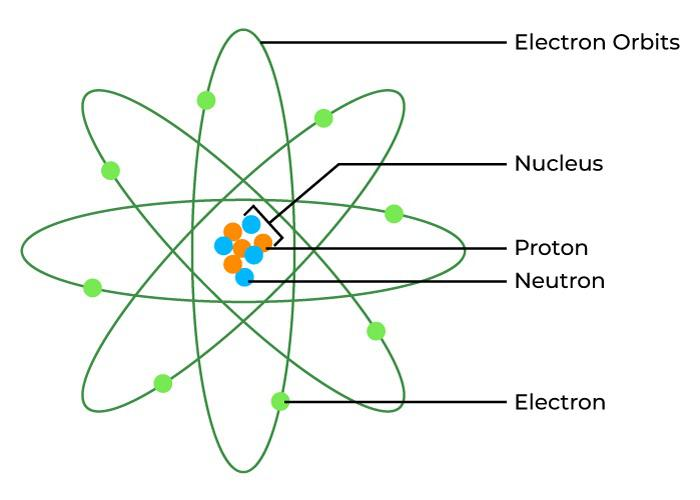 Electron Orbits
Nucleus
Proton
Neutron
Electron